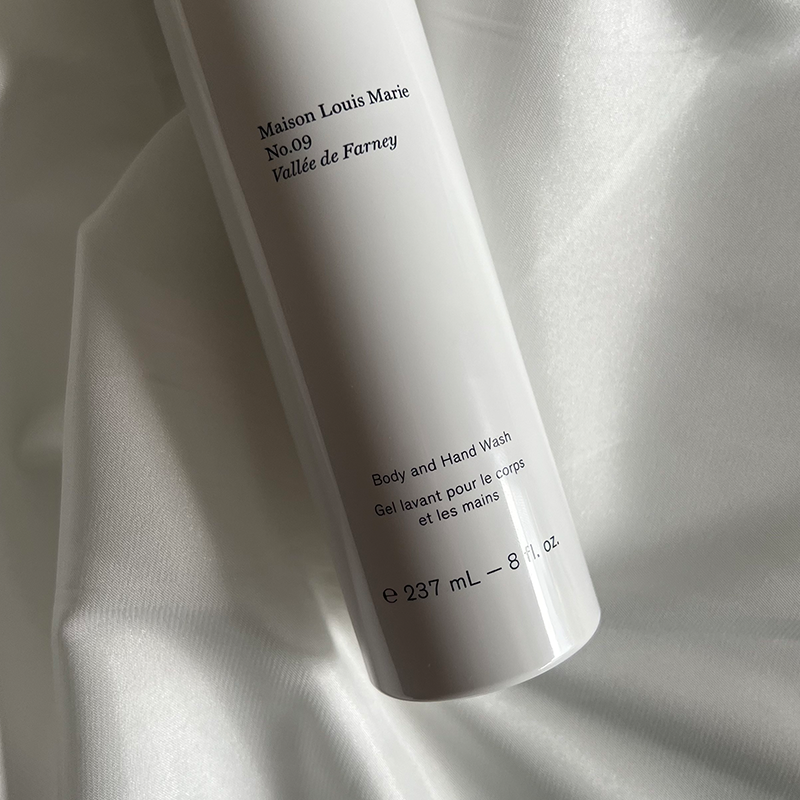 Maison Louis Marie
No.09
Vallée de Farney
Body and Hand Wash
Gel lavant pour le corps
et les mains
℮ 237 mL — 8 fl. oz.